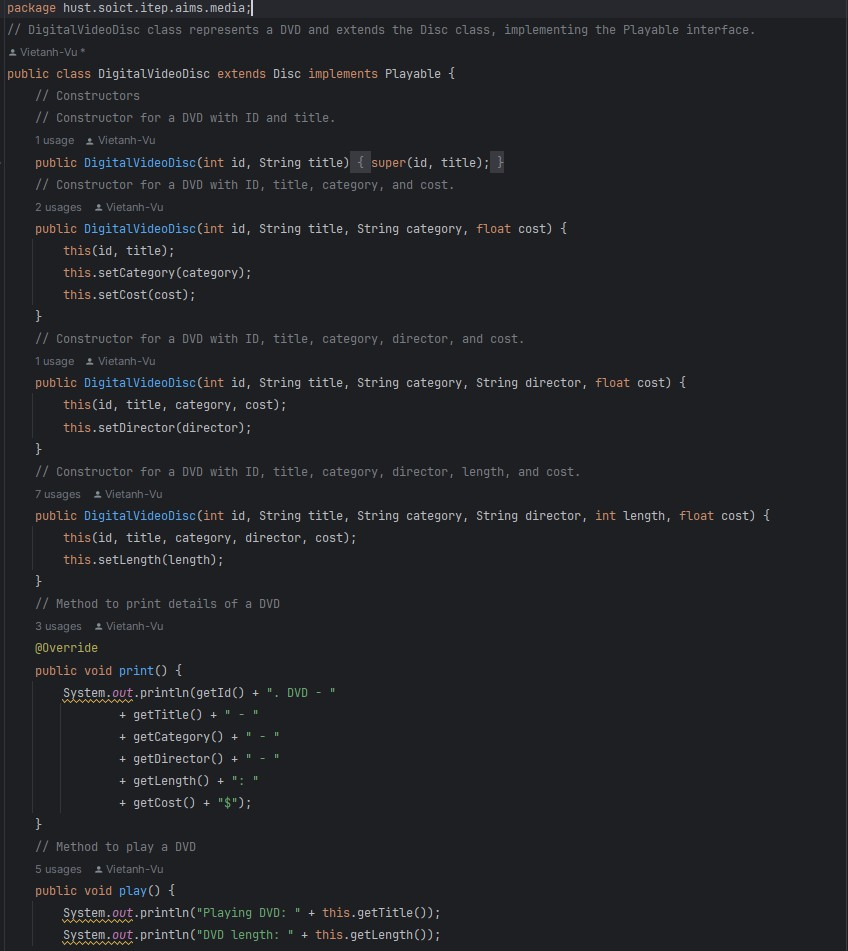 package hust.soict.itep.aims.media;
// DigitalVideoDisc class represents a DVD and extends the Disc class, implementing the Playable interface.
Vietanh-Vu *
public class DigitalVideoDisc extends Disc implements Playable {
// Constructors
// Constructor for a DVD with ID and title.
1 usage Vietanh-Vu
public DigitalVideoDisc(int id, String title) { super(id, title); }
// Constructor for a DVD with ID, title, category, and cost.
2 usages Vietanh-Vu
public DigitalVideoDisc(int id, String title, String category, float cost) {
this(id, title);
this.setCategory(category);
this.setCost(cost);
}
// Constructor for a DVD with ID, title, category, director, and cost.
1 usage Vietanh-Vu
public DigitalVideoDisc(int id, String title, String category, String director, float cost) {
this(id, title, category, cost);
this.setDirector(director);
}
// Constructor for a DVD with ID, title, category, director, length, and cost.
7 usages Vietanh-Vu
public DigitalVideoDisc(int id, String title, String category, String director, int length, float cost) {
this(id, title, category, director, cost);
this.setLength(length);
}
// Method to print details of a DVD
3 usages Vietanh-Vu
@Override
public void print() {
System.out.println(getId() + ". DVD - "
+ getTitle() + " - "
+ getCategory() + " - "
+ getDirector() + " - "
+ getLength() + ": "
+ getCost() + "$");
}
// Method to play a DVD
5 usages Vietanh-Vu
public void play() {
System.out.println("Playing DVD: " + this.getTitle());
System.out.println("DVD length: " + this.getLength());